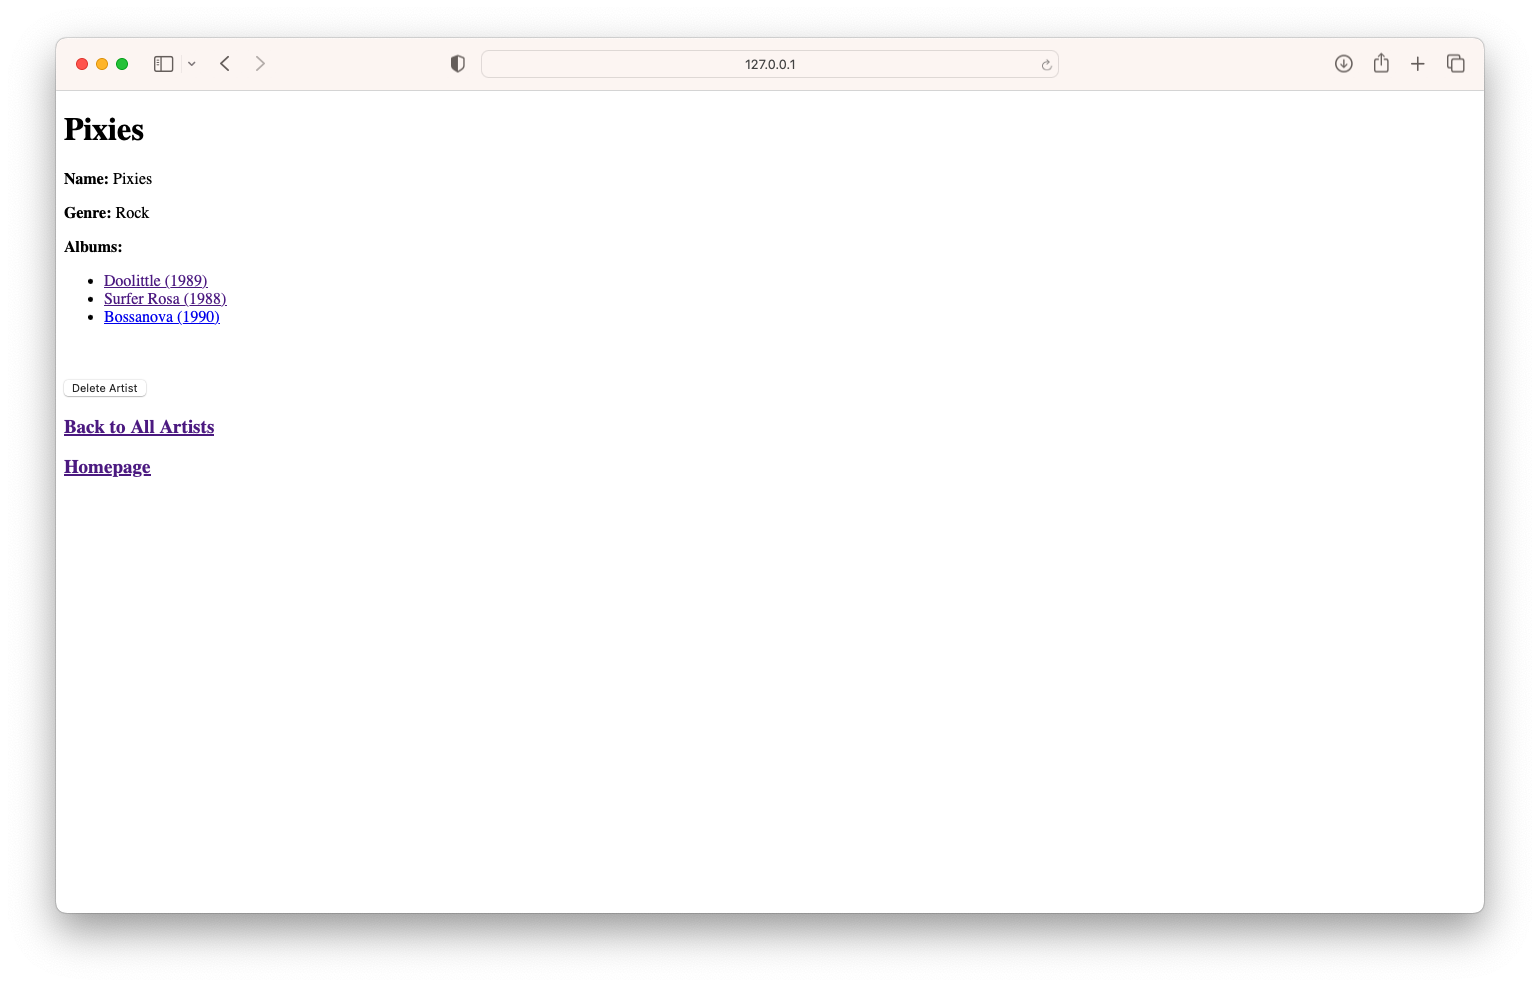 127.0.0.1
Pixies
Name: Pixies
Genre: Rock
Albums:
Doolittle (1989)
Surfer Rosa (1988)
Bossanova (1990)
Delete Artist
Back to All Artists
Homepage